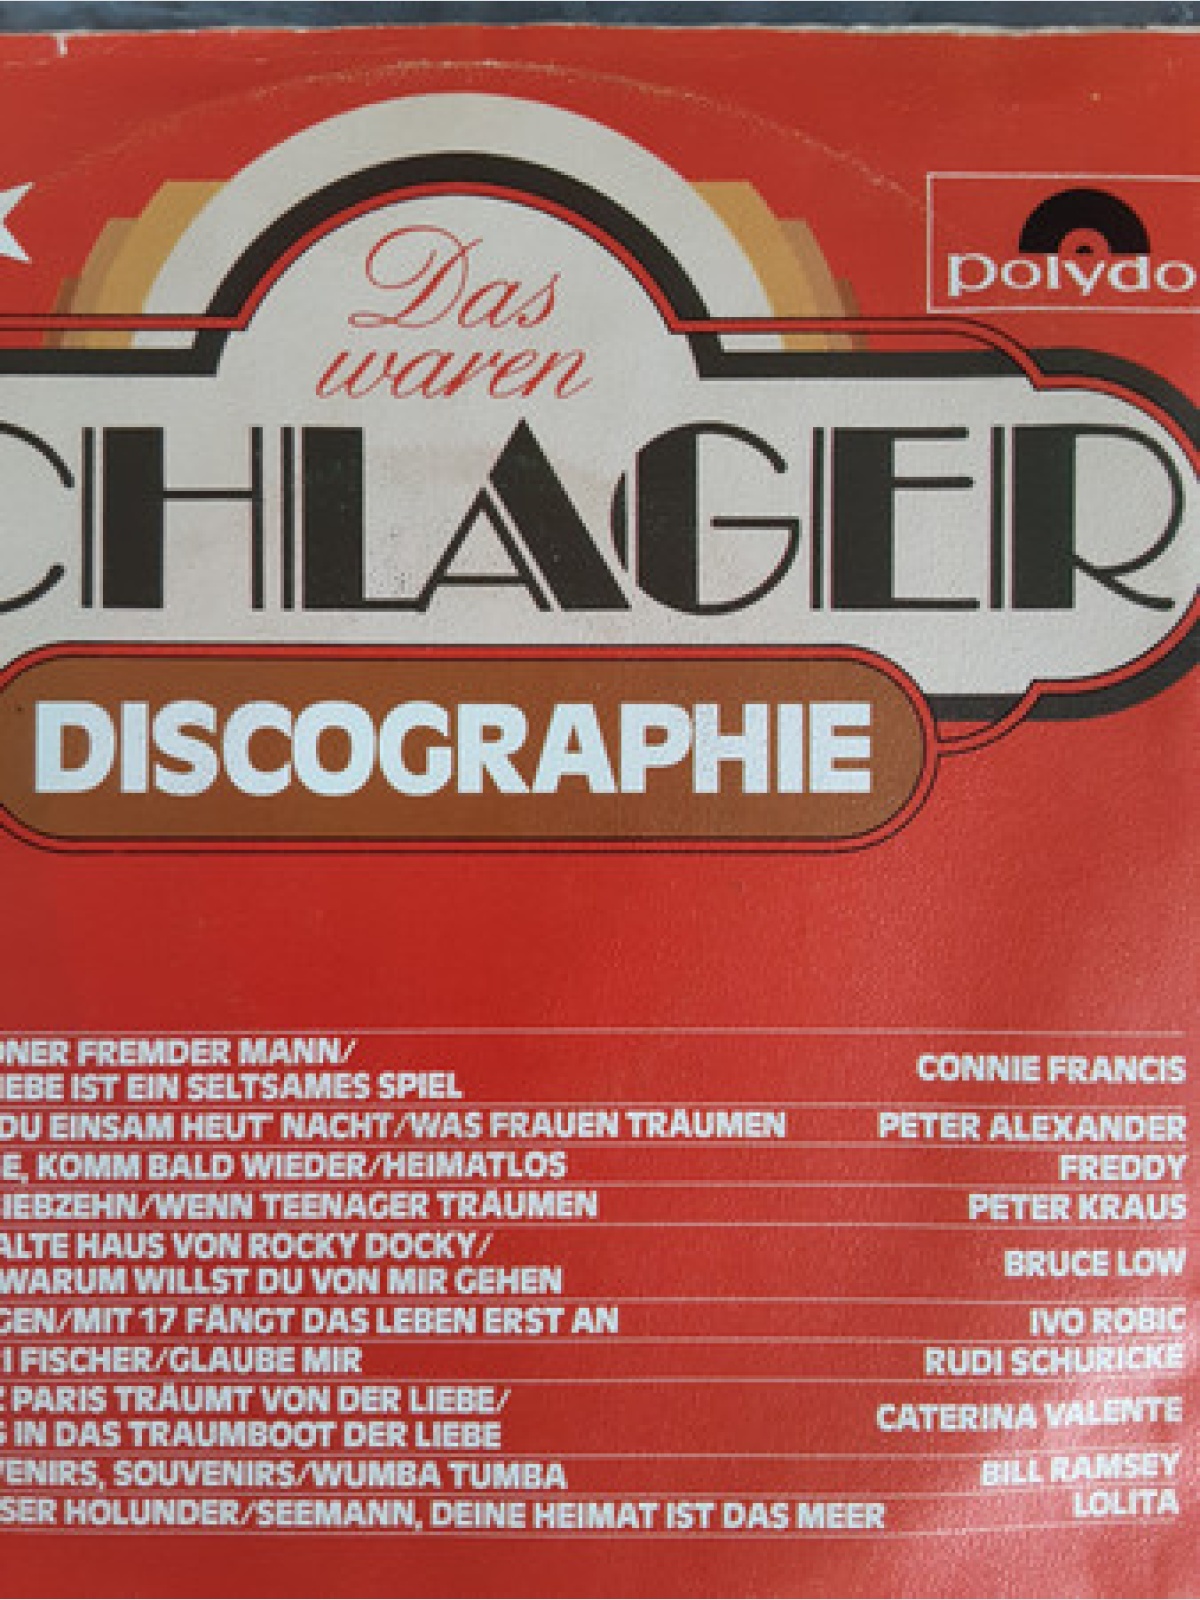 Das
waren
CHLAGER
polydo
DISCOGRAPHIE
ÖNER FREMDER MANN/
IEBE IST EIN SELTSAMES SPIEL
CONNIE FRANCIS
DU EINSAM HEUT' NACHT/WAS FRAUEN TRÄUMEN PETER ALEXANDER
E, KOMM BALD WIEDER/HEIMATLOS FREDDY
IEBZEHN/WENN TEENAGER TRÄUMEN PETER KRAUS
ALTE HAUS VON ROCKY DOCKY/
WARUM WILLST DU VON MIR GEHEN
BRUCE LOW
GEN/MIT 17 FÄNGT DAS LEBEN ERST AN IVO ROBIC
I FISCHER/GLAUBE MIR RUDI SCHURICKE
Z PARIS TRÄUMT VON DER LIEBE/
S IN DAS TRAUMBOOT DER LIEBE
CATERINA VALENTE
VENIRS, SOUVENIRS/WUMBA TUMBA BILL RAMSEY
SSER HOLUNDER/SEEMANN, DEINE HEIMAT IST DAS MEER LOLITA